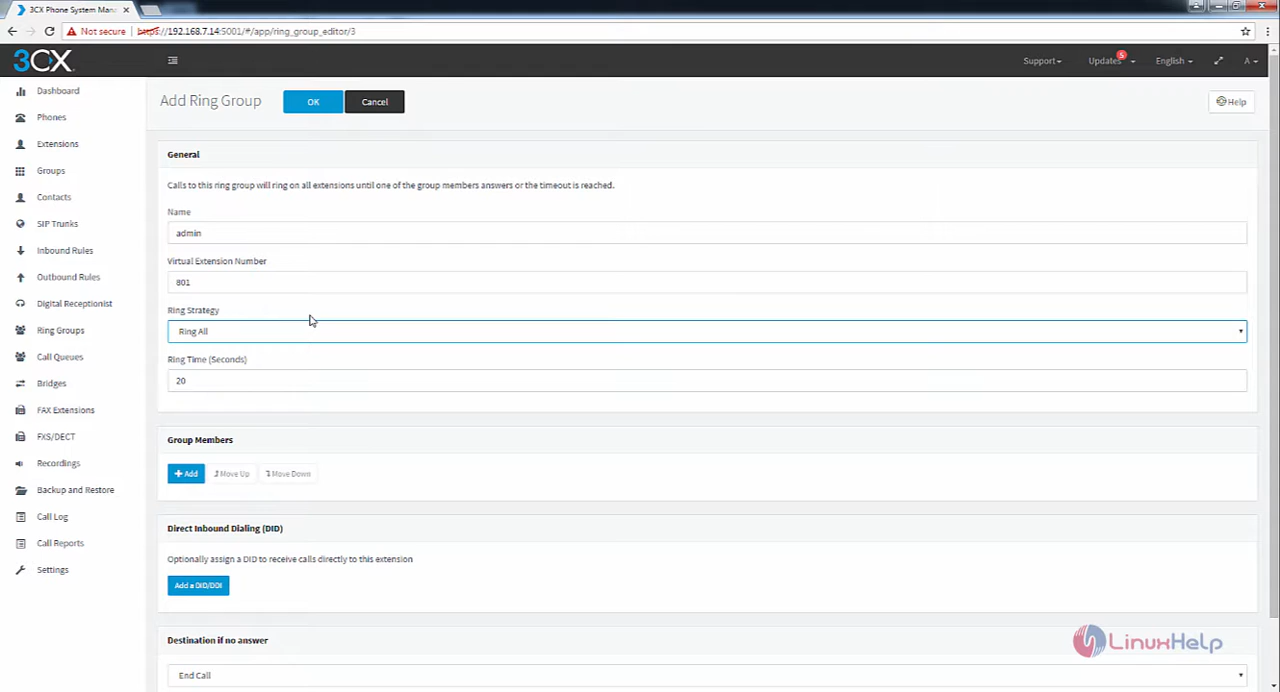 3CX Phone System Mana
Not secure
https://192.168.7.14:5001/#/app/ring_group_editor/3
3CX
Support
Updates
5
English
A
Dashboard
Phones
Extensions
Groups
Contacts
SIP Trunks
Inbound Rules
Outbound Rules
Digital Receptionist
Ring Groups
Call Queues
Bridges
FAX Extensions
FXS/DECT
Recordings
Backup and Restore
Call Log
Call Reports
Settings
Add Ring Group
OK
Cancel
Help
General
Calls to this ring group will ring on all extensions until one of the group members answers or the timeout is reached.
Name
admin
Virtual Extension Number
801
Ring Strategy
Ring All
Ring Time (Seconds)
20
Group Members
+ Add
Move Up
Move Down
Direct Inbound Dialing (DID)
Optionally assign a DID to receive calls directly to this extension
Add a DID/DDI
Destination if no answer
End Call
LinuxHelp